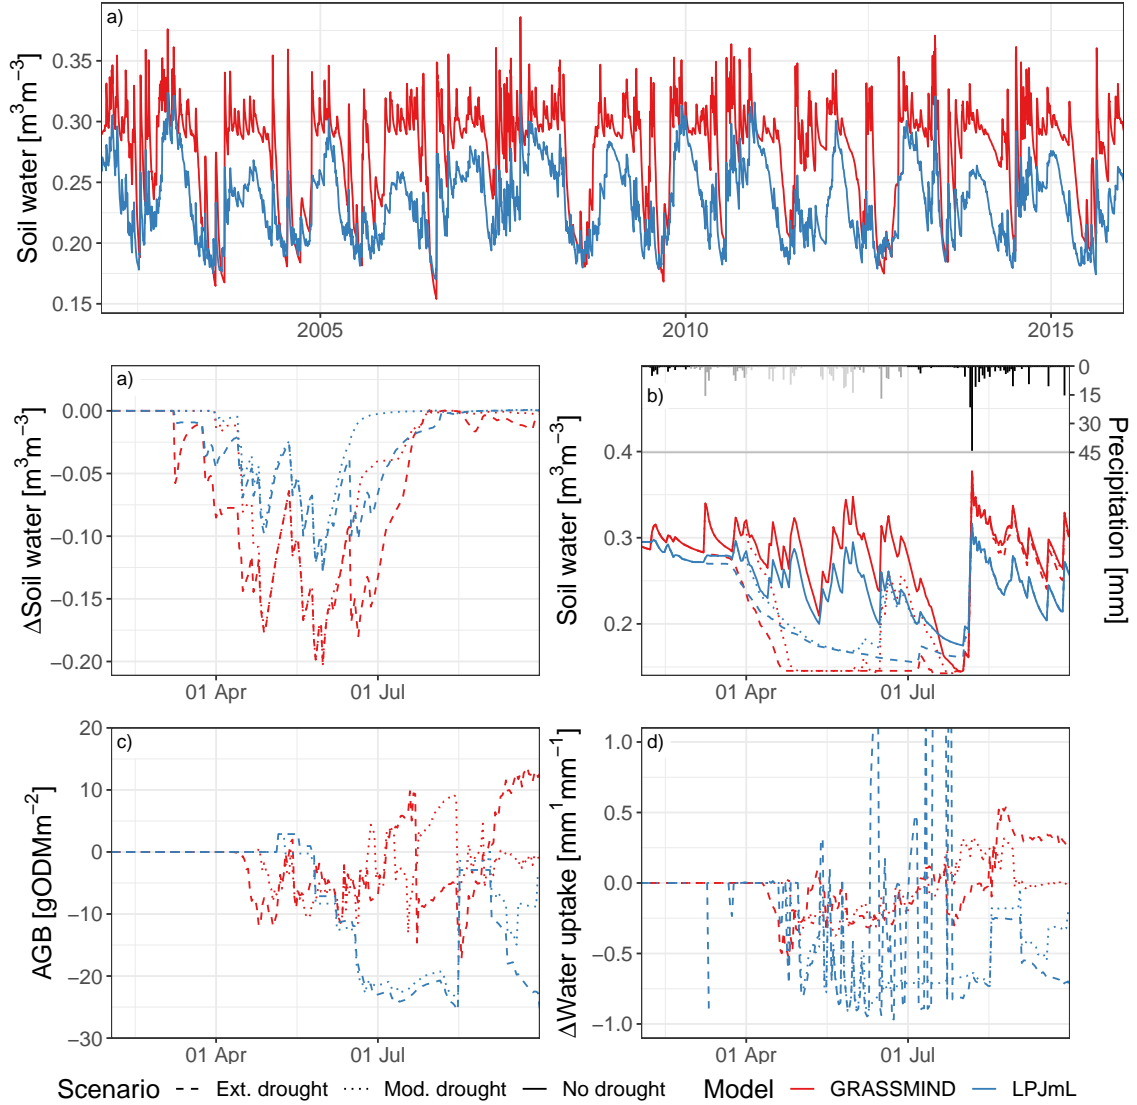 a)
Soil water [m³m⁻³]
0.35
0.30
0.25
0.20
0.15
2005
2010
2015
a)
ΔSoil water [m³m⁻³]
0.00
−0.05
−0.10
−0.15
−0.20
01 Apr
01 Jul
b)
Soil water [m³m⁻³]
0.4
0.3
0.2
0
15
30
45
Precipitation [mm]
01 Apr
01 Jul
c)
AGB [gODMm⁻²]
20
10
0
−10
−20
−30
01 Apr
01 Jul
d)
ΔWater uptake [mm¹mm⁻¹]
1.0
0.5
0.0
−0.5
−1.0
01 Apr
01 Jul
Scenario Ext. drought Mod. drought No drought Model GRASSMIND LPJmL